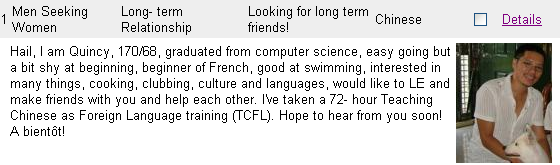 1 Men Seeking Women Long- term Relationship Looking for long term friends! Chinese Details
Hail, I am Quincy, 170/68, graduated from computer science, easy going but
a bit shy at beginning, beginner of French, good at swimming, interested in
many things, cooking, clubbing, culture and languages, would like to LE and
make friends with you and help each other. I've taken a 72- hour Teaching
Chinese as Foreign Language training (TCFL). Hope to hear from you soon!
A bientôt!